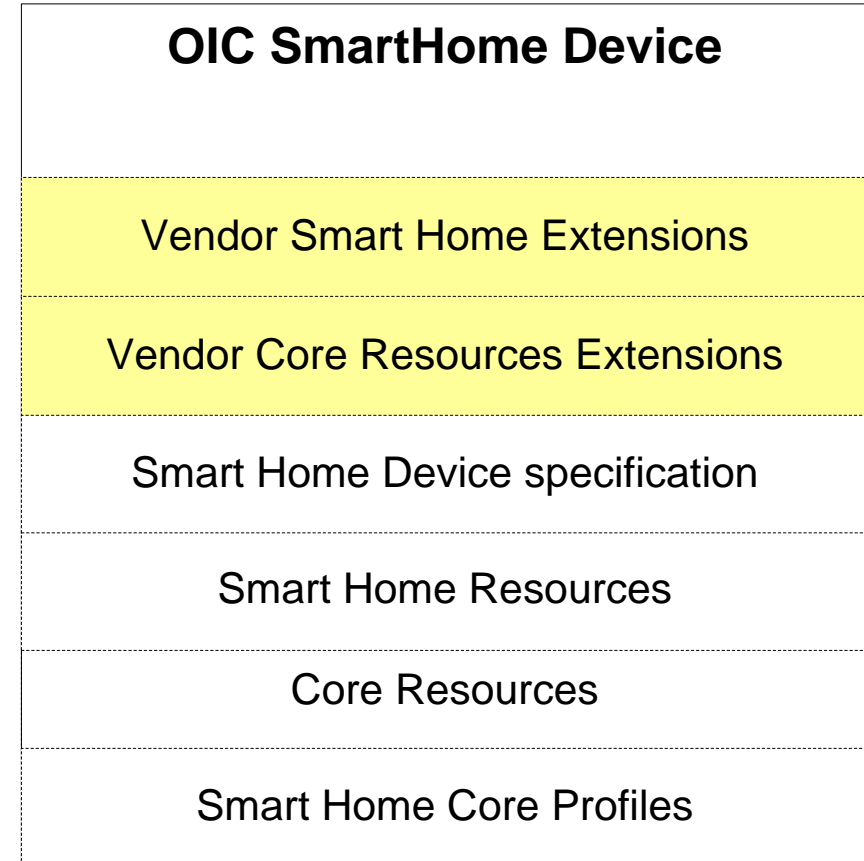 OIC SmartHome Device
Vendor Smart Home Extensions
Vendor Core Resources Extensions
Smart Home Device specification
Smart Home Resources
Core Resources
Smart Home Core Profiles